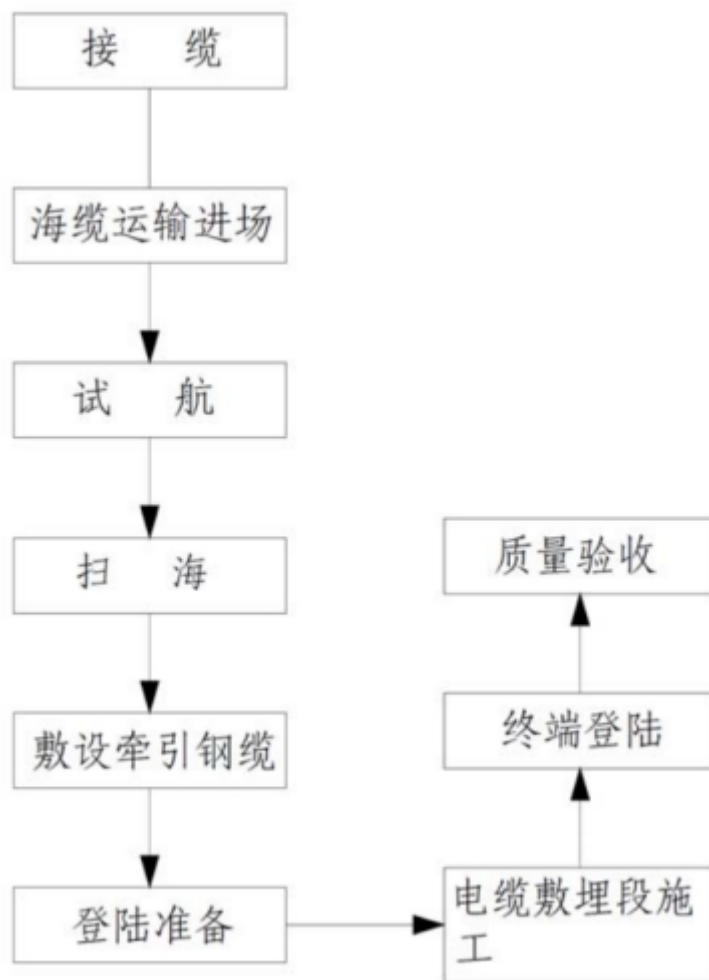 接 缆
海缆运输进场
试 航
扫 海
敷设牵引钢缆
登陆准备
电缆敷埋段施
工
终端登陆
质量验收